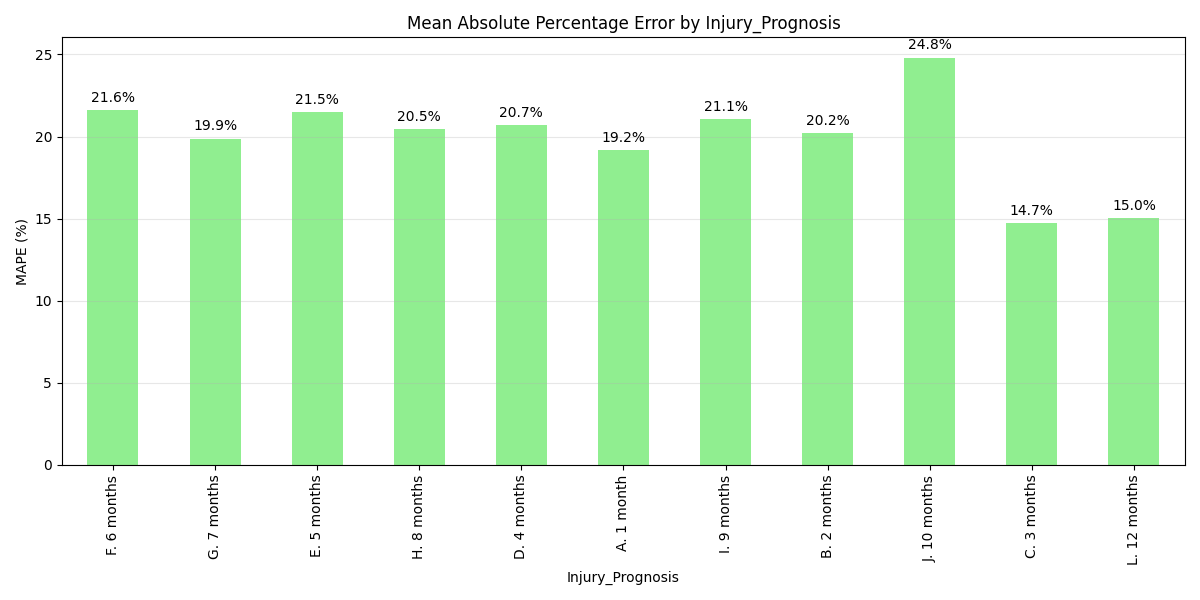 Mean Absolute Percentage Error by Injury_Prognosis
MAPE (%)
25
20
15
10
5
0
21.6%
19.9%
21.5%
20.5%
20.7%
19.2%
21.1%
20.2%
24.8%
14.7%
15.0%
F. 6 months
G. 7 months
E. 5 months
H. 8 months
D. 4 months
A. 1 month
I. 9 months
B. 2 months
J. 10 months
C. 3 months
L. 12 months
Injury_Prognosis